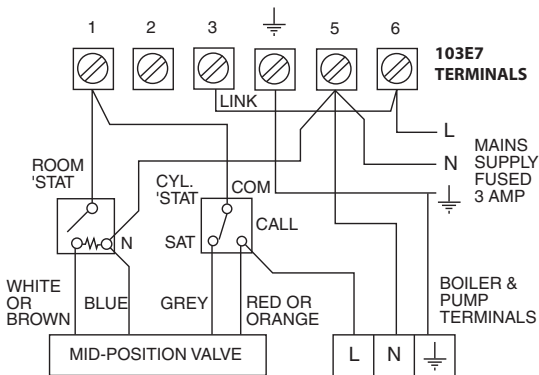 1 2 3 5 6
103E7
TERMINALS
LINK
L
N
MAINS
SUPPLY
FUSED
3 AMP
ROOM
'STAT
CYL.
'STAT
COM
CALL
SAT
N
WHITE
OR
BROWN
BLUE
GREY
RED OR
ORANGE
BOILER &
PUMP
TERMINALS
MID-POSITION VALVE
L N